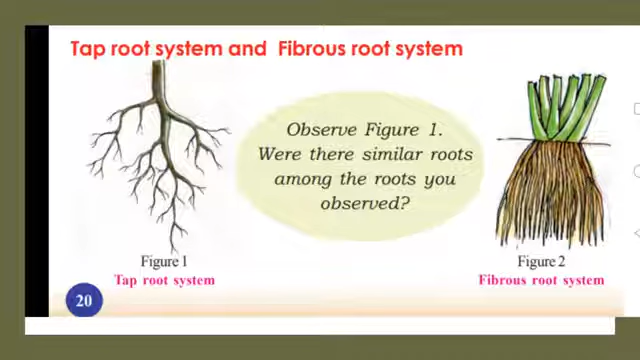 Tap root system and Fibrous root system
Observe Figure 1.
Were there similar roots
among the roots you
observed?
Figure 1
Tap root system
Figure 2
Fibrous root system
20